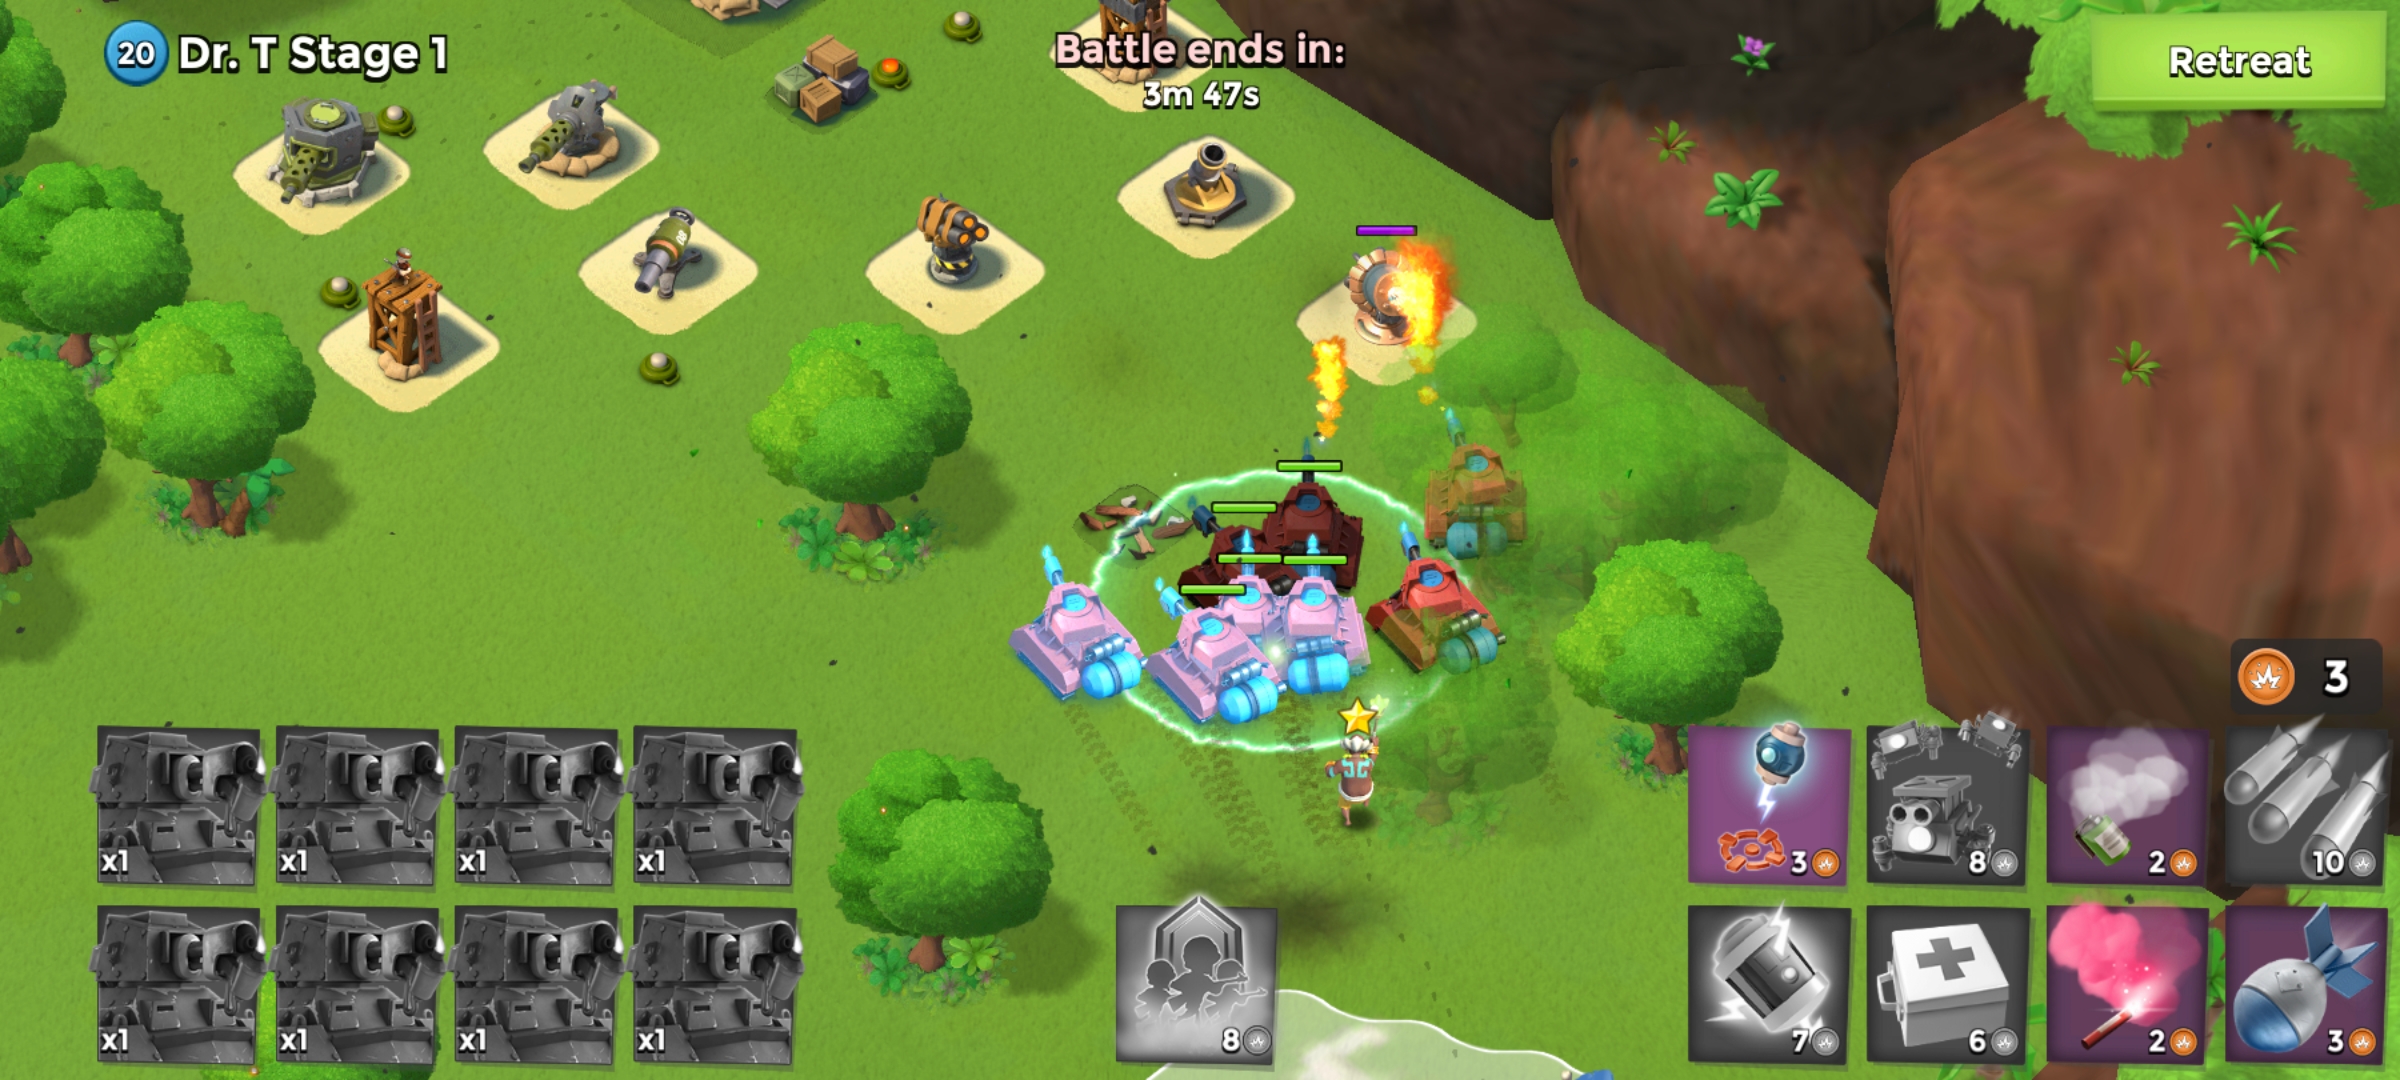 20 Dr. T Stage 1
Battle ends in:
3m 47s
Retreat
3
x1 x1 x1 x1
3 8 2 10
x1 x1 x1 x1
8
7 6 2 3